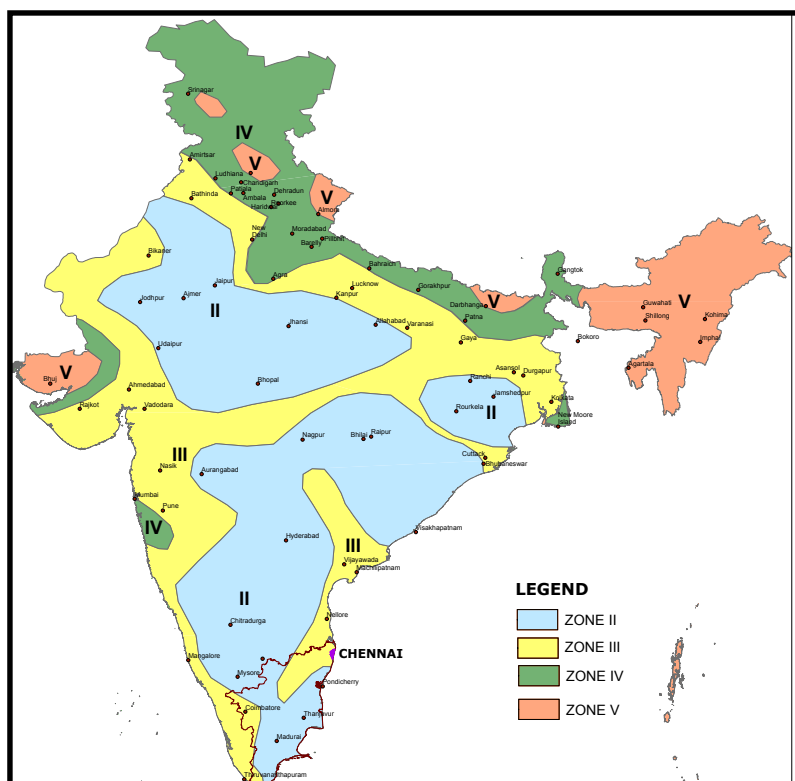 Srinagar
IV
Amirtsar
V
Ludhiana
Chandigarh
Patiala
Ambala
Dehradun
Roorkee
Haridwar
V
Almora
Bathinda
New
Delhi
Moradabad
Pilibhit
Barelly
Bikaner
Agra
Bahraich
Gangtok
Jaipur
Lucknow
Gorakhpur
Jodhpur
Ajmer
Kanpur
Darbhanga
V
Guwahati
V
II
Jhansi
Allahabad
Varanasi
Patna
Shillong
Kohima
Udaipur
Gaya
Bokoro
Imphal
V
Bhuj
Bhopal
Asansol
Durgapur
Agartala
Ahmedabad
Ranchi
Jamshedpur
Rajkot
Vadodara
Rourkela
II
Kolkata
New Moore
Island
Nagpur
Bhilai
Raipur
III
Nasik
Aurangabad
Cuttack
Bhubaneswar
Mumbai
Pune
IV
Hyderabad
III
Visakhapatnam
Vijayawada
Machilipatnam
II
Chitradurga
Nellore
LEGEND
ZONE II
ZONE III
ZONE IV
ZONE V
Mangalore
CHENNAI
Mysore
Pondicherry
Coimbatore
Thanjavur
Madurai
Thiruvananthapuram